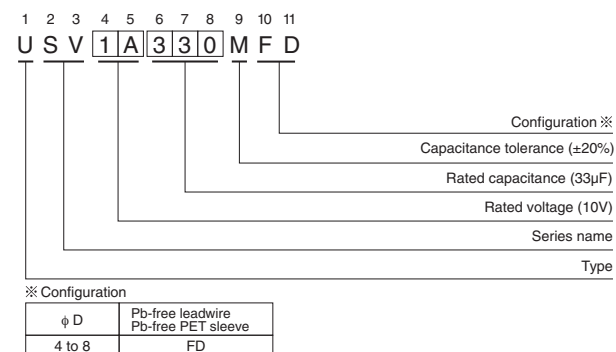 1 2 3 4 5 6 7 8 9 10 11
U S V 1 A 3 3 0 M F D
Configuration ※
Capacitance tolerance (±20%)
Rated capacitance (33µF)
Rated voltage (10V)
Series name
Type
※ Configuration
ϕ D
Pb-free leadwire
Pb-free PET sleeve
4 to 8
FD